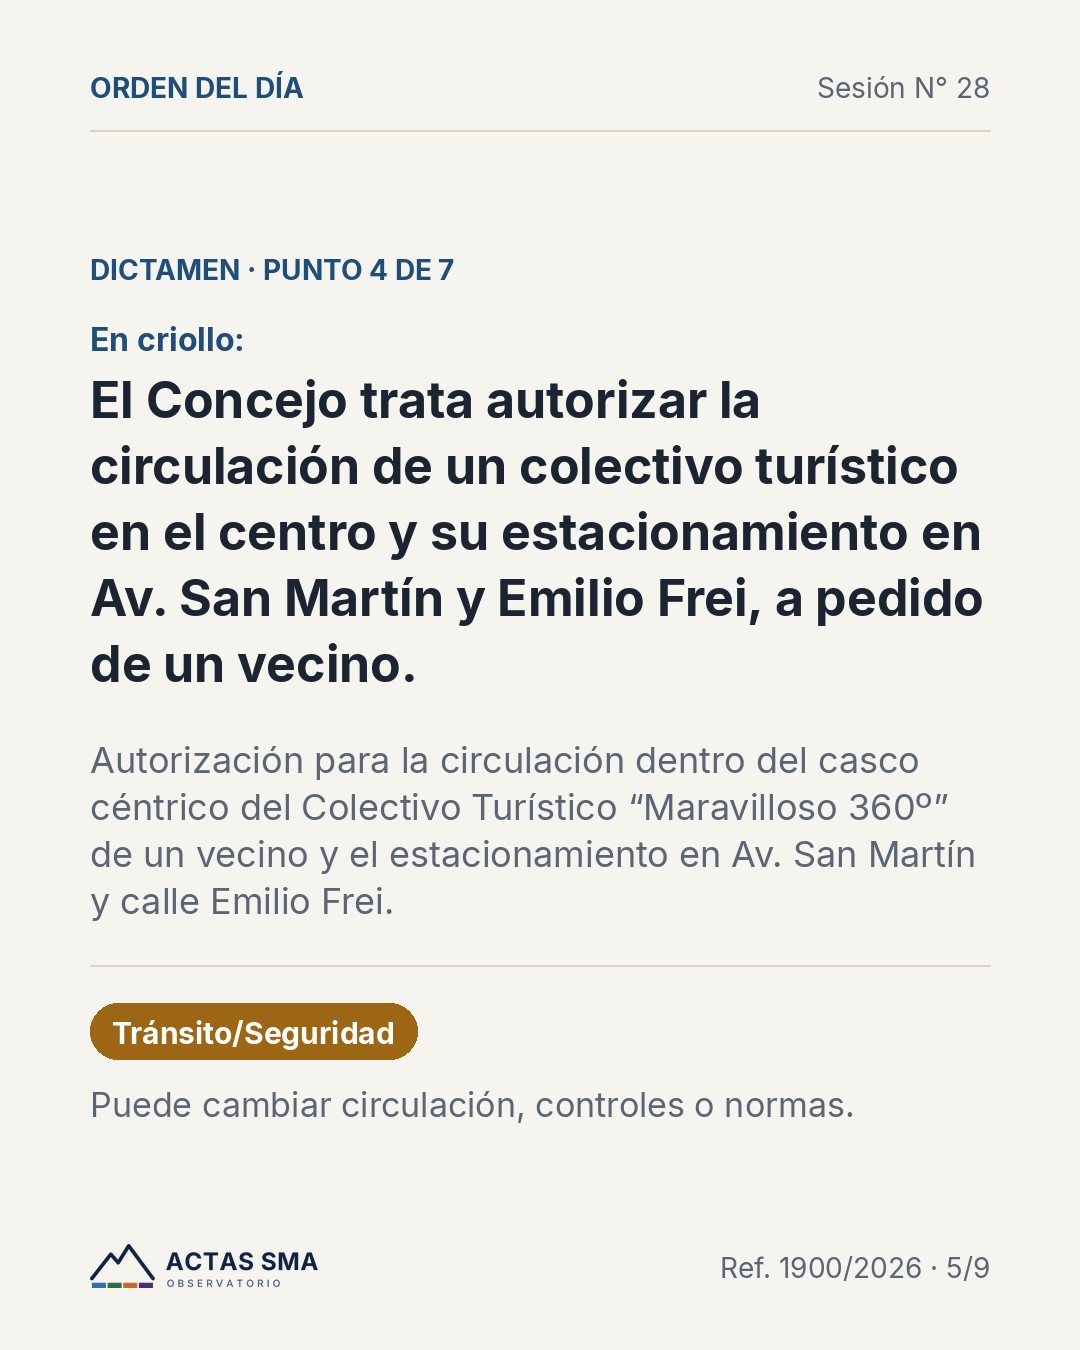 ORDEN DEL DÍA
Sesión N° 28
DICTAMEN · PUNTO 4 DE 7
En criollo:
El Concejo trata autorizar la
circulación de un colectivo turístico
en el centro y su estacionamiento en
Av. San Martín y Emilio Frei, a pedido
de un vecino.
Autorización para la circulación dentro del casco
céntrico del Colectivo Turístico “Maravilloso 360º”
de un vecino y el estacionamiento en Av. San Martín
y calle Emilio Frei.
Tránsito/Seguridad
Puede cambiar circulación, controles o normas.
ACTAS SMA
OBSERVATORIO
Ref. 1900/2026 · 5/9